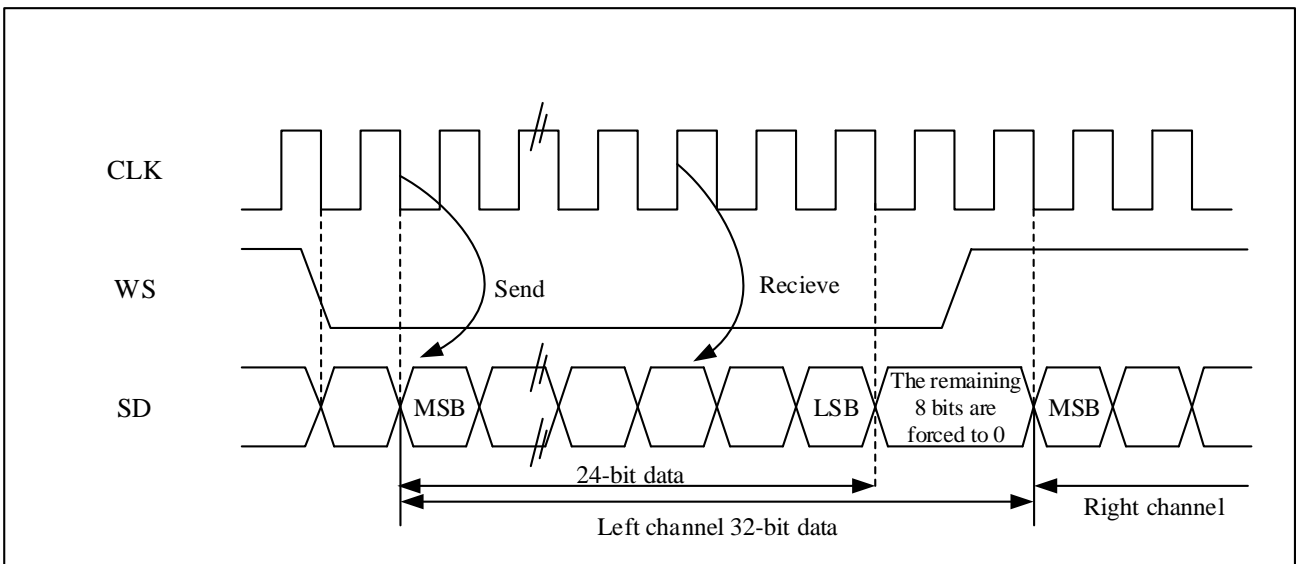 CLK
WS
Send
Recieve
SD
MSB
LSB
The remaining
8 bits are
forced to 0
MSB
24-bit data
Left channel 32-bit data
Right channel